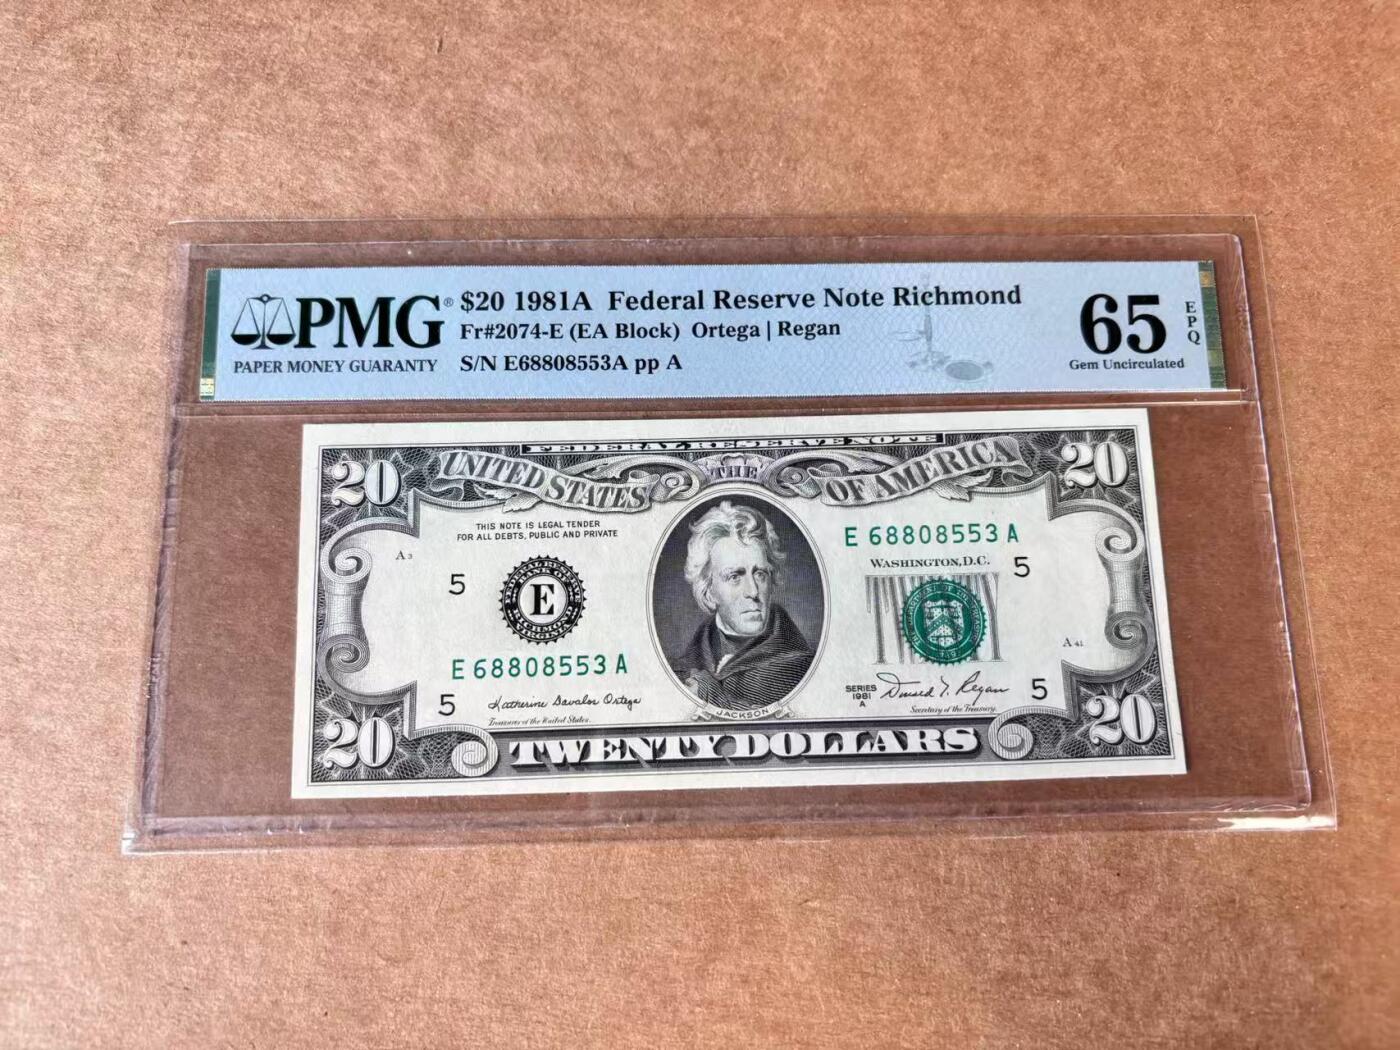 PMG®
PAPER MONEY GUARANTY
$20 1981A Federal Reserve Note Richmond
Fr#2074-E (EA Block) Ortega | Regan
S/N E68808553A pp A
65
EPQ
Gem Uncirculated
FEDERAL RESERVE NOTE
20
UNITED STATES
THE
OF AMERICA
20
THIS NOTE IS LEGAL TENDER
FOR ALL DEBTS, PUBLIC AND PRIVATE
E 68808553 A
WASHINGTON, D.C.
A3
5
E
5
A41
E 68808553 A
5
Katherine Davalos Ortega
Treasurer of the United States.
JACKSON
SERIES
1981
A
Donald T. Regan
Secretary of the Treasury.
5
20
TWENTY DOLLARS
20